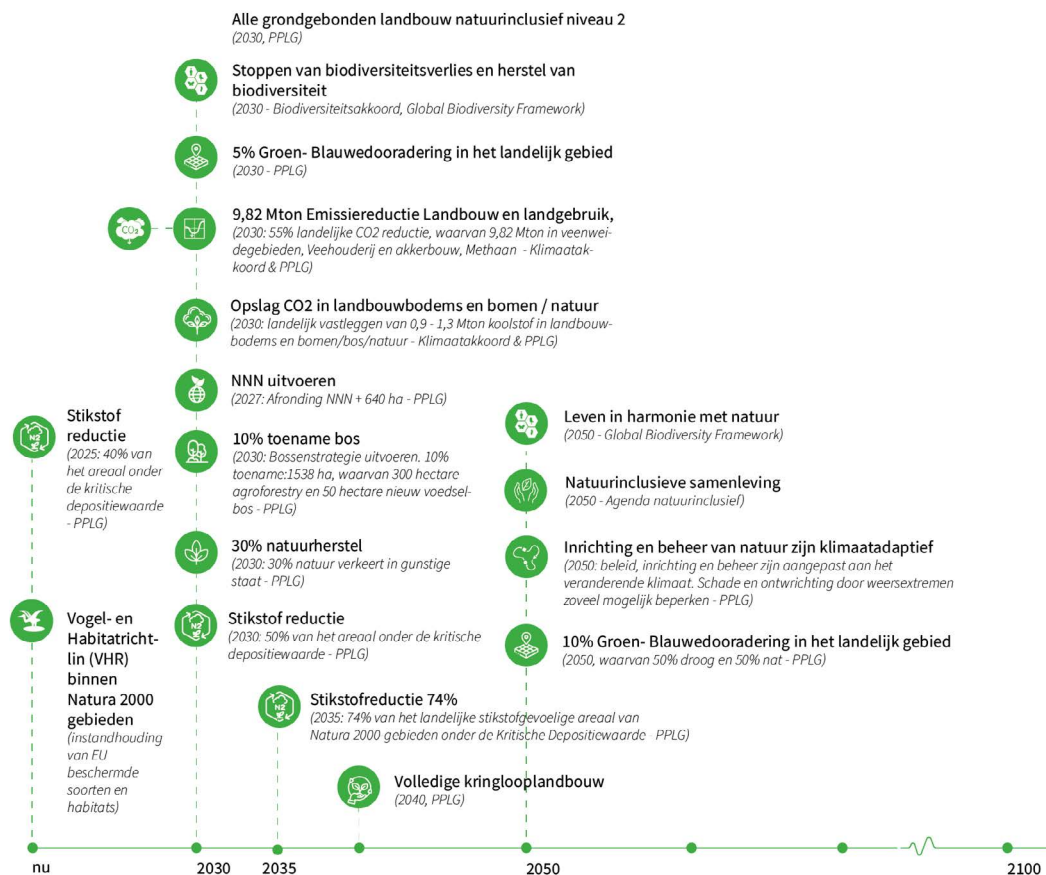 Alle grondgebonden landbouw natuurinclusief niveau 2
(2030, PPLG)
Stoppen van biodiversiteitsverlies en herstel van
biodiversiteit
(2030 - Biodiversiteitsakkoord, Global Biodiversity Framework)
5% Groen- Blauwedooradering in het landelijk gebied
(2030 - PPLG)
CO2
9,82 Mton Emissiereductie Landbouw en landgebruik,
(2030: 55% landelijke CO2 reductie, waarvan 9,82 Mton in veenwei-
degebieden, Veehouderij en akkerbouw, Methaan - Klimaatak-
koord & PPLG)
Opslag CO2 in landbouwbodems en bomen / natuur
(2030: landelijk vastleggen van 0,9 - 1,3 Mton koolstof in landbouw-
bodems en bomen/bos/natuur - Klimaatakkoord & PPLG)
NNN uitvoeren
(2027: Afronding NNN + 640 ha - PPLG)
10% toename bos
(2030: Bossenstrategie uitvoeren. 10%
toename:1538 ha, waarvan 300 hectare
agroforestry en 50 hectare nieuw voedsel-
bos - PPLG)
30% natuurherstel
(2030: 30% natuur verkeert in gunstige
staat - PPLG)
N2
Stikstof reductie
(2030: 50% van het areaal onder de kritische
depositiewaarde - PPLG)
N2
Stikstof
reductie
(2025: 40% van
het areaal onder
de kritische
depositiewaarde
- PPLG)
Vogel- en
Habitatricht-
lin (VHR)
binnen
Natura 2000
gebieden
(instandhouding
van EU
beschermde
soorten en
habitats)
N2
Stikstofreductie 74%
(2035: 74% van het landelijke stikstofgevoelige areaal van
Natura 2000 gebieden onder de Kritische Depositiewaarde - PPLG)
Volledige kringlooplandbouw
(2040, PPLG)
Leven in harmonie met natuur
(2050 - Global Biodiversity Framework)
Natuurinclusieve samenleving
(2050 - Agenda natuurinclusief)
Inrichting en beheer van natuur zijn klimaatadaptief
(2050: beleid, inrichting en beheer zijn aangepast aan het
veranderende klimaat. Schade en ontwrichting door weersextremen
zoveel mogelijk beperken - PPLG)
10% Groen- Blauwedooradering in het landelijk gebied
(2050, waarvan 50% droog en 50% nat - PPLG)
nu
2030
2035
2050
2100